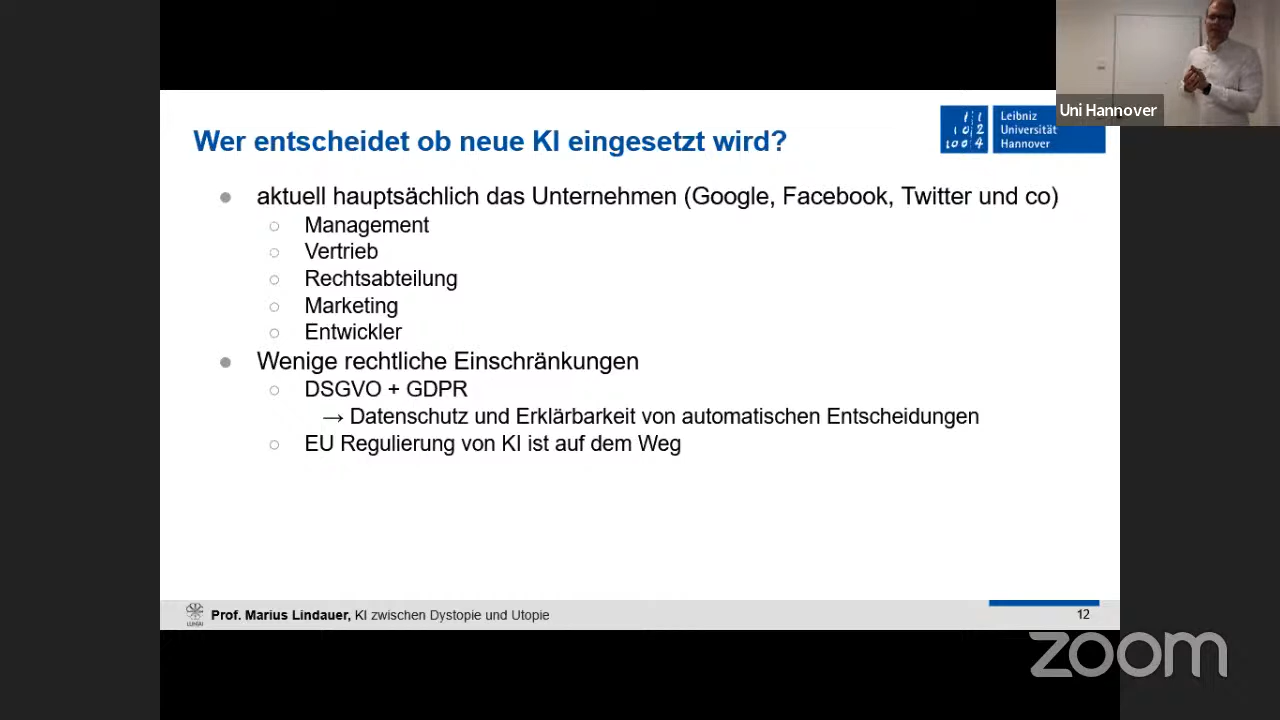 Uni Hannover
Wer entscheidet ob neue KI eingesetzt wird?
Leibniz
Universität
Hannover
aktuell hauptsächlich das Unternehmen (Google, Facebook, Twitter und co)
Management
Vertrieb
Rechtsabteilung
Marketing
Entwickler
Wenige rechtliche Einschränkungen
DSGVO + GDPR
→ Datenschutz und Erklärbarkeit von automatischen Entscheidungen
EU Regulierung von KI ist auf dem Weg
Prof. Marius Lindauer, KI zwischen Dystopie und Utopie
12
zoom